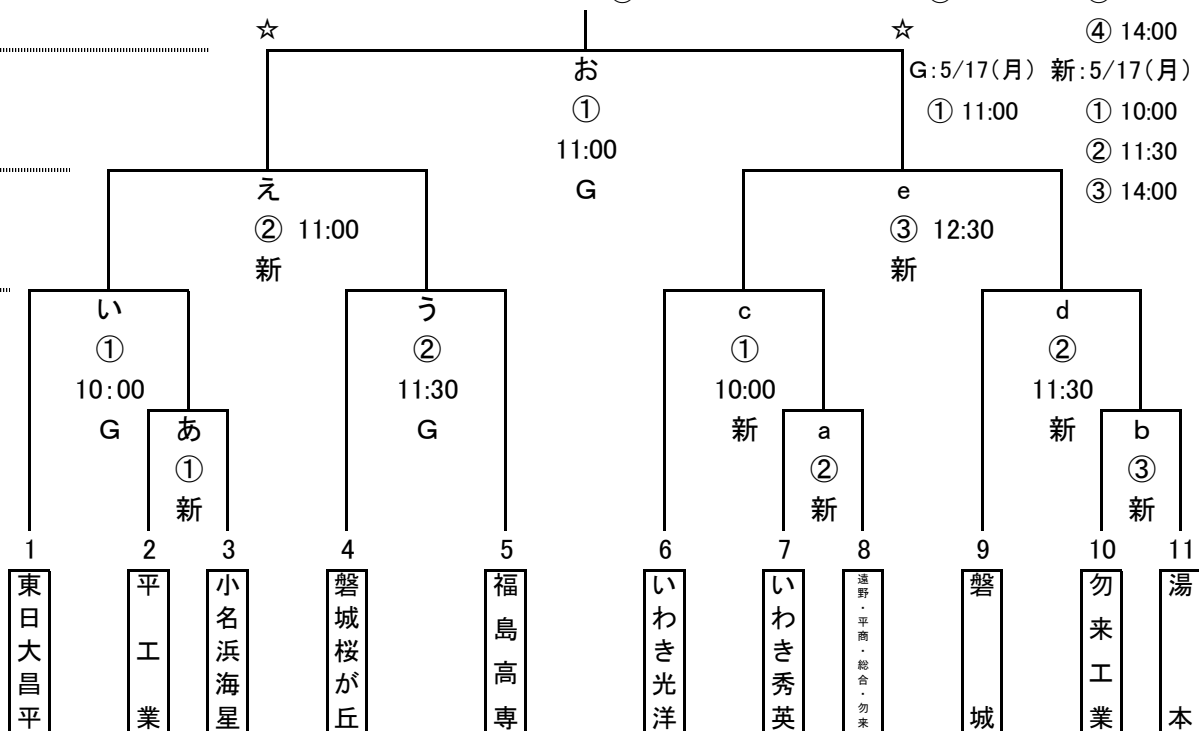 ☆ ☆ ④ 14:00
お G:5/17(月) 新:5/17(月)
① ① 11:00 ① 10:00
11:00 ② 11:30
え G e ③ 14:00
② 11:00 ③ 12:30
新 新
い う c d
① ② ① ②
10:00 11:30 10:00 11:30
G あ G 新 a 新 b
① ② ③
新 新 新
1 2 3 4 5 6 7 8 9 10 11
東日大昌平
平工業
小名浜海星
磐城桜が丘
福島高専
いわき光洋
いわき秀英
遠野・平商・総合・勿来
磐城
勿来工業
湯本